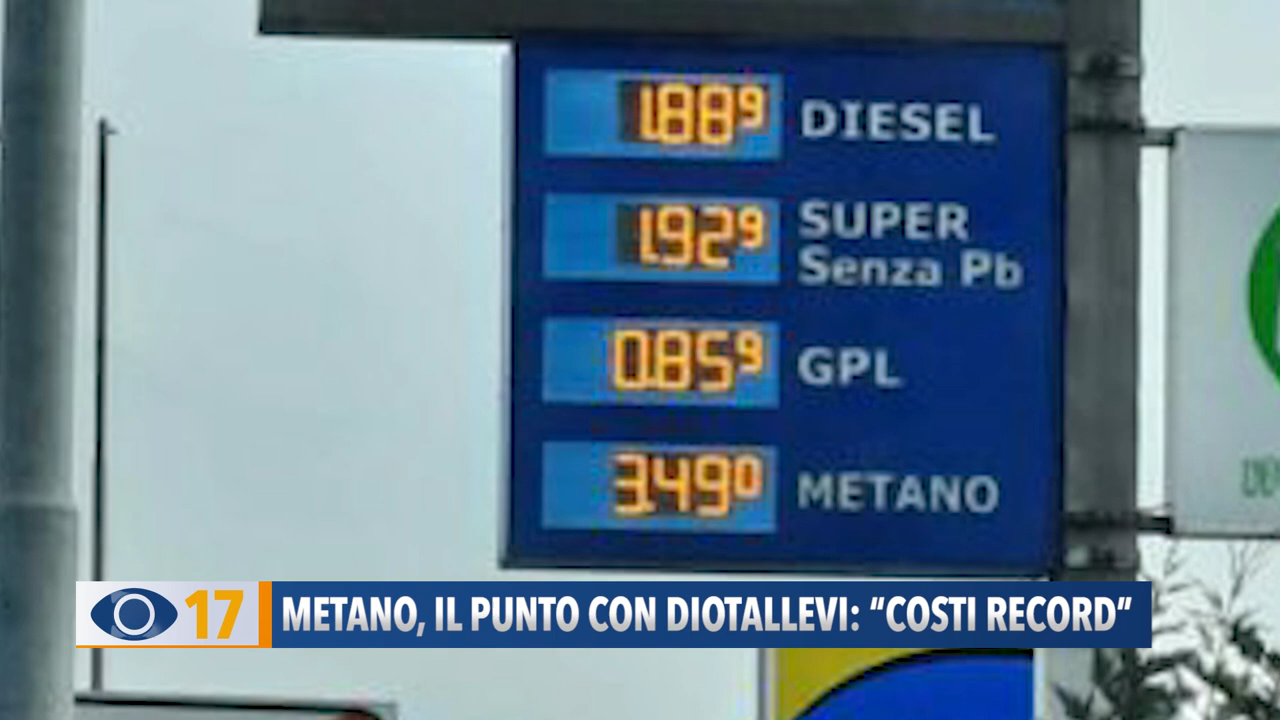 1.88⁹ DIESEL
1.92⁹ SUPER
Senza Pb
0.85⁹ GPL
3.49⁰ METANO
17 METANO, IL PUNTO CON DIOTALLEVI: “COSTI RECORD”